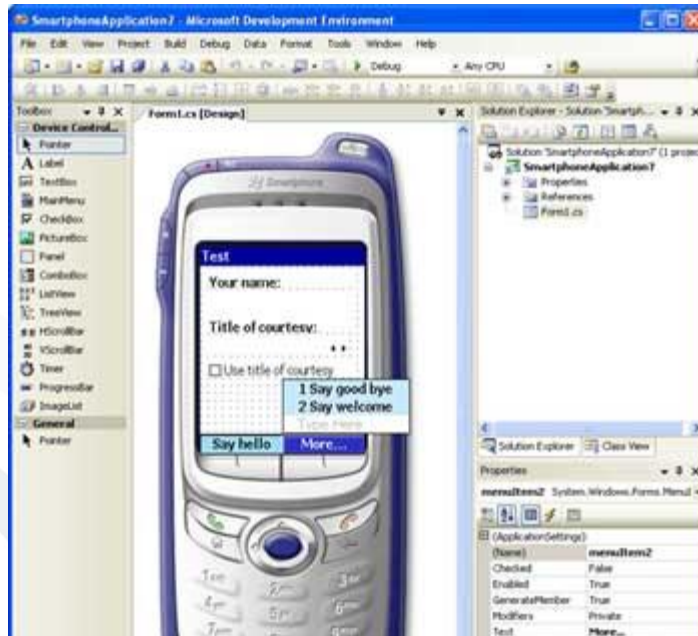 SmartphoneApplication7 - Microsoft Development Environment
File Edit View Project Build Debug Data Format Tools Window Help
Debug Any CPU
Toolbox
Device Control...
Pointer
Label
TextBox
MainMenu
CheckBox
PictureBox
Panel
ComboBox
ListView
TreeView
HScrollBar
VScrollBar
Timer
ProgressBar
ImageList
General
Pointer
Form1.cs [Design]
Smartphone
Test
Your name:
Title of courtesy:
Use title of courtesy
1 Say good bye
2 Say welcome
Type Here
Say hello More...
Solution Explorer - Solution 'Smartph...
Solution 'SmartphoneApplication7' (1 projec
SmartphoneApplication7
Properties
References
Form1.cs
Solution Explorer Class View
Properties
menuItem2 System.Windows.Forms.MenuI
(ApplicationSettings)
(Name) menuItem2
Checked False
Enabled True
GenerateMember True
Modifiers Private
Text More...